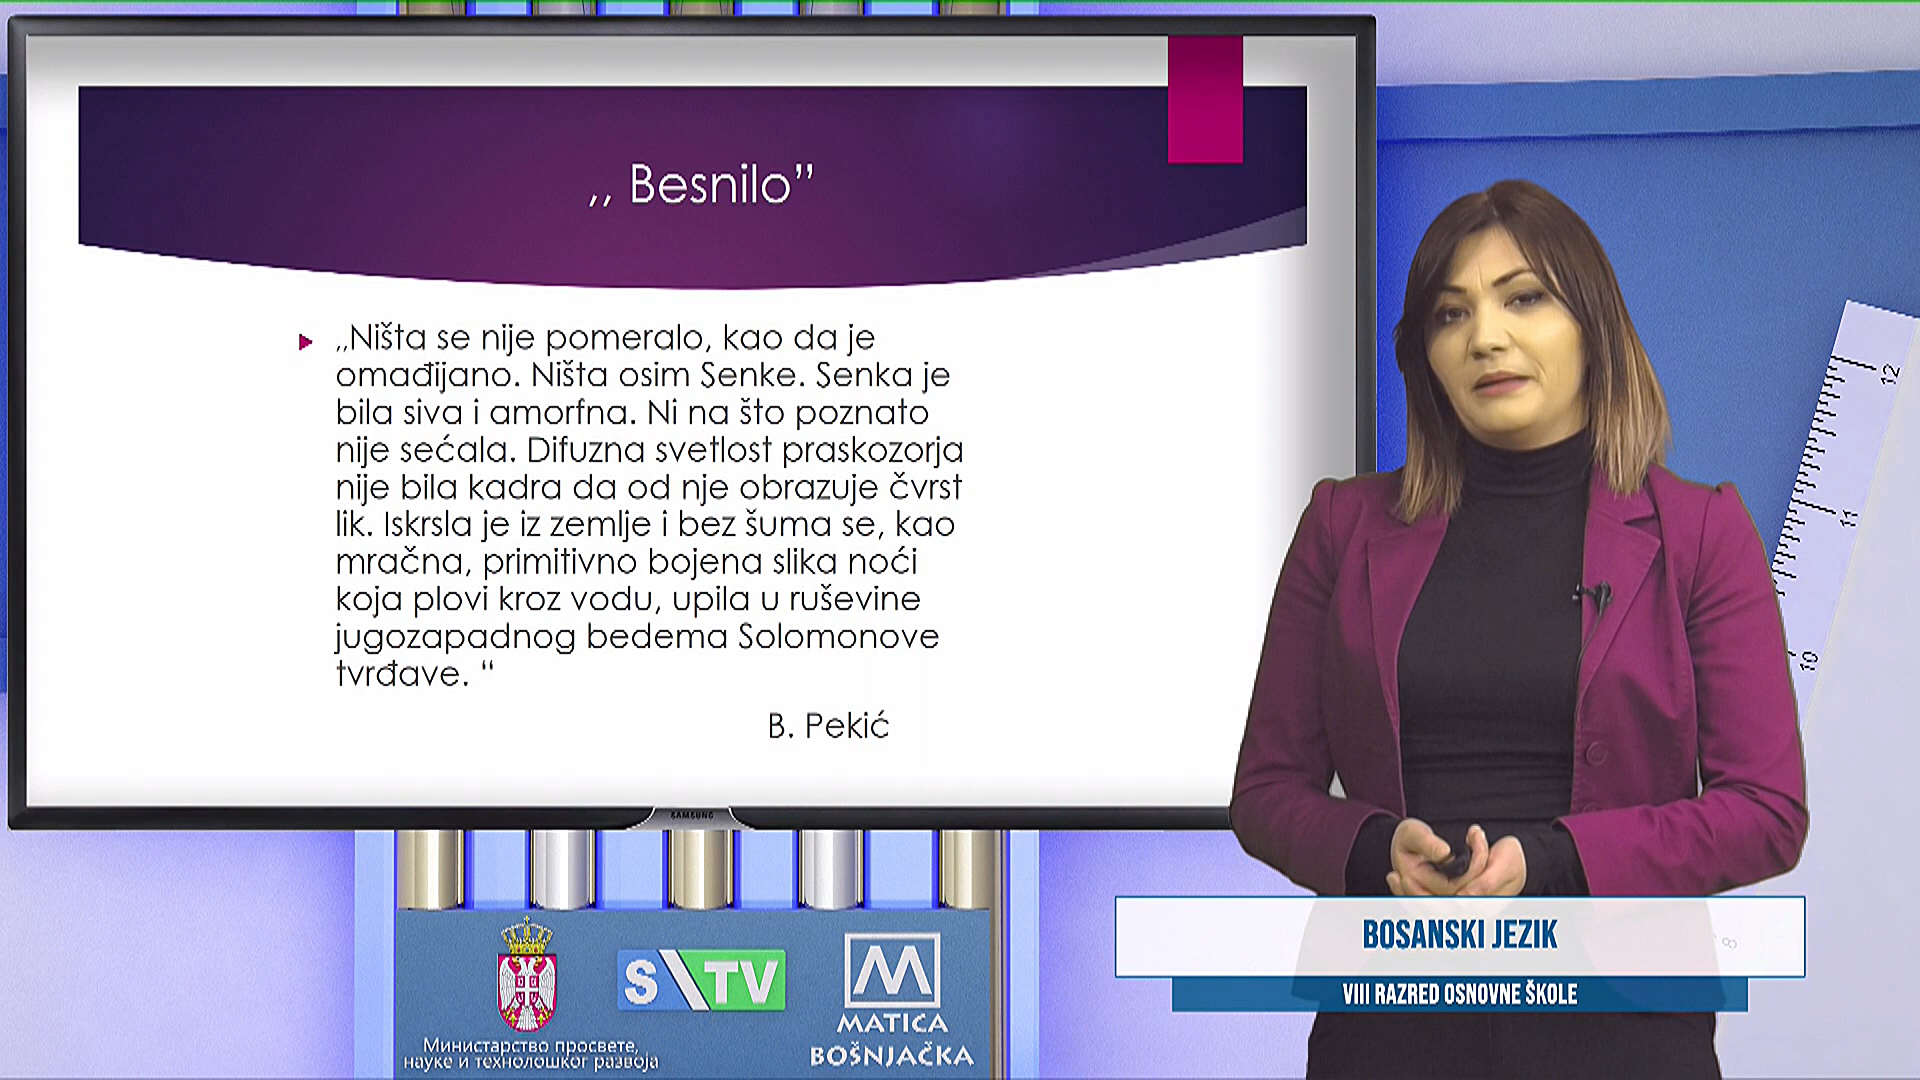 ,, Besnilo”
„Ništa se nije pomeralo, kao da je
omađijano. Ništa osim Senke. Senka je
bila siva i amorfna. Ni na što poznato
nije sećala. Difuzna svetlost praskozorja
nije bila kadra da od nje obrazuje čvrst
lik. Iskrsla je iz zemlje i bez šuma se, kao
mračna, primitivno bojena slika noći
koja plovi kroz vodu, upila u ruševine
jugozapadnog bedema Solomonove
tvrđave. “
B. Pekić
SAMSUNG
12
11
10
8
BOSANSKI JEZIK
VIII RAZRED OSNOVNE ŠKOLE
Министарство просвете,
науке и технолошког развоја
S TV
MATICA
BOŠNJAČKA